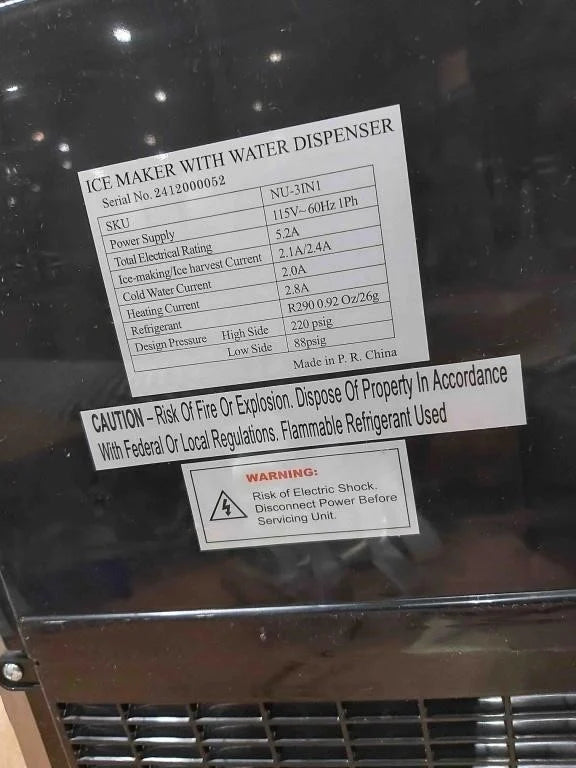 ICE MAKER WITH WATER DISPENSER
Serial No. 2412000052
SKU NU-3IN1
Power Supply 115V~60Hz 1Ph
Total Electrical Rating 5.2A
Ice-making/Ice harvest Current 2.1A/2.4A
Cold Water Current 2.0A
Heating Current 2.8A
Refrigerant R290 0.92 Oz/26g
Design Pressure High Side 220 psig
Low Side 88psig
Made in P. R. China
CAUTION – Risk Of Fire Or Explosion. Dispose Of Property In Accordance
With Federal Or Local Regulations. Flammable Refrigerant Used
WARNING:
Risk of Electric Shock.
Disconnect Power Before
Servicing Unit.